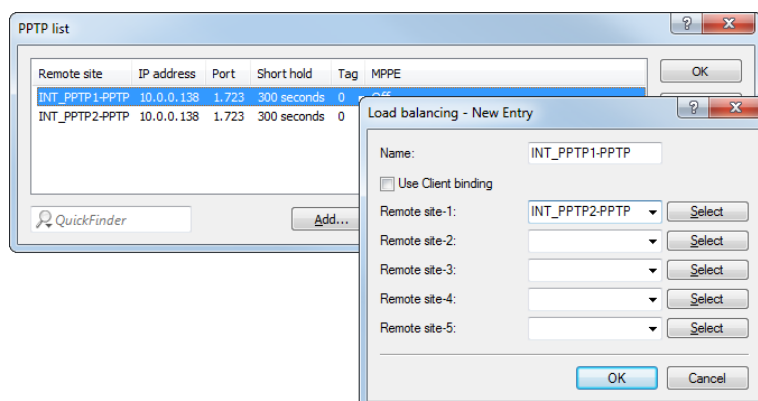 PPTP list
Remote site IP address Port Short hold Tag MPPE
INT_PPTP1-PPTP 10.0.0.138 1.723 300 seconds 0
INT_PPTP2-PPTP 10.0.0.138 1.723 300 seconds 0
OK
QuickFinder
Add...
Load balancing - New Entry
Name: INT_PPTP1-PPTP
Use Client binding
Remote site-1: INT_PPTP2-PPTP Select
Remote site-2: Select
Remote site-3: Select
Remote site-4: Select
Remote site-5: Select
OK Cancel